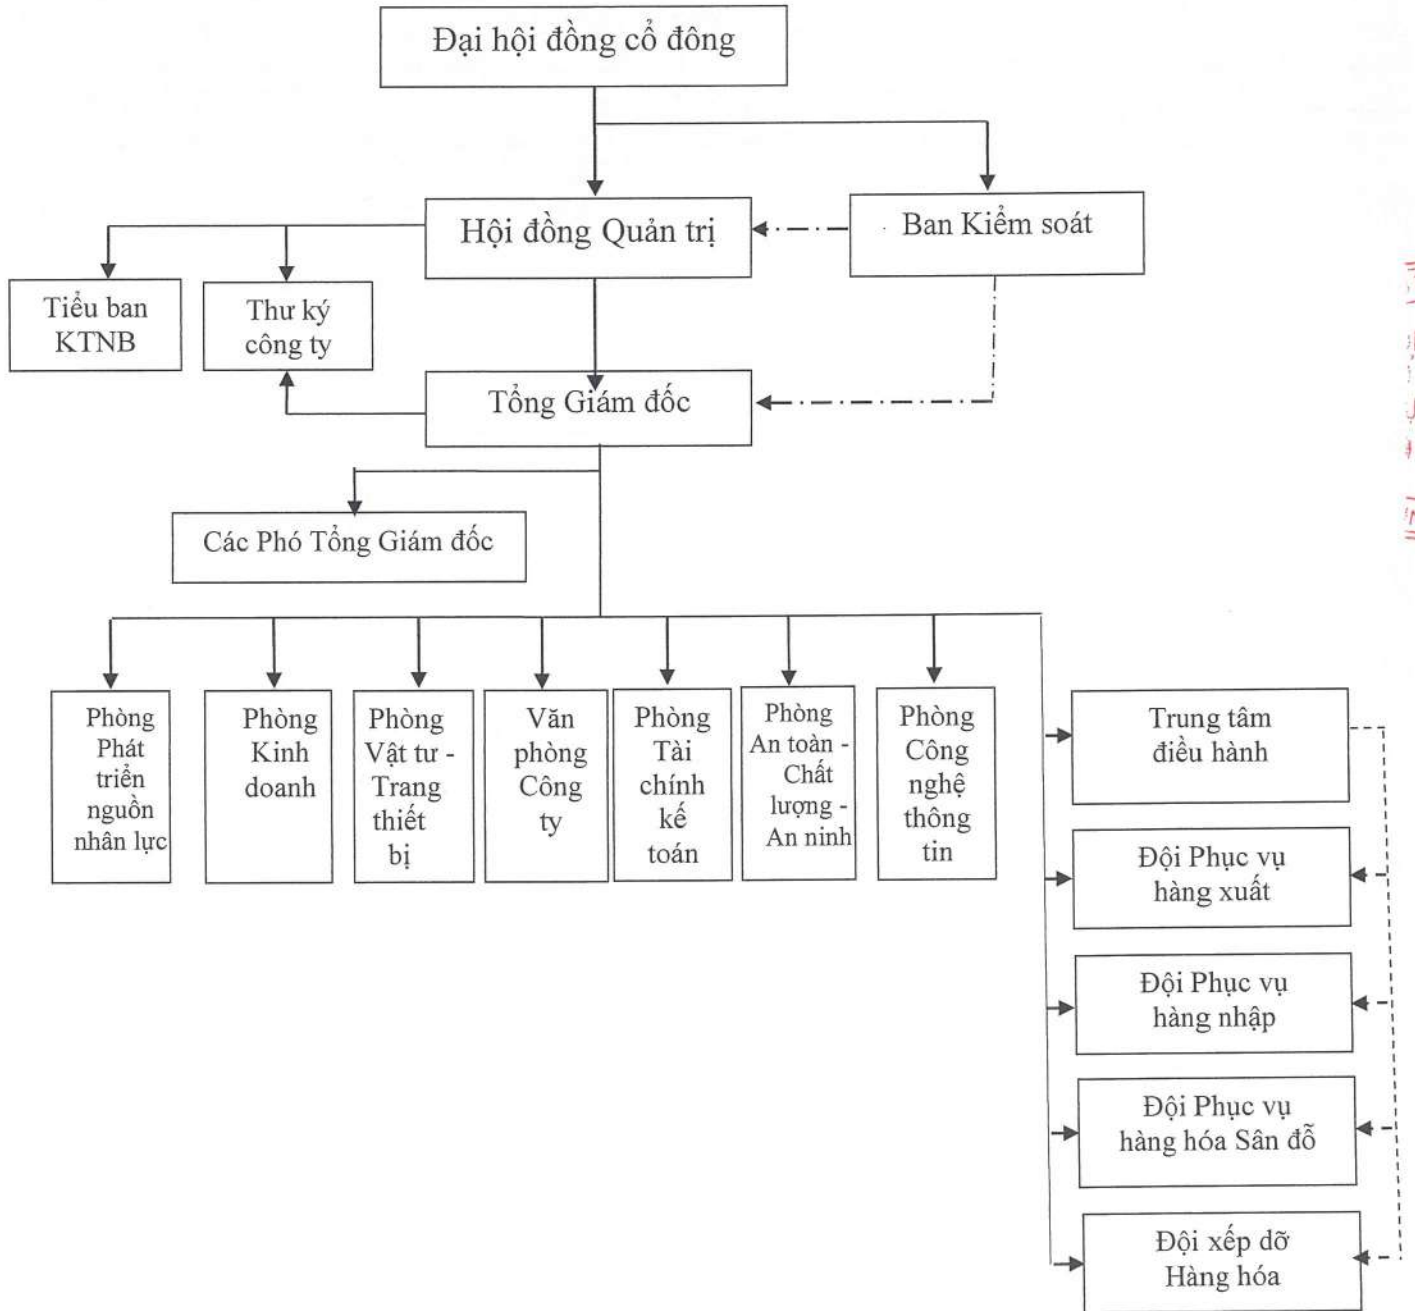 Đại hội đồng cổ đông
Hội đồng Quản trị
Ban Kiểm soát
Tiểu ban
KTNB
Thư ký
công ty
Tổng Giám đốc
Các Phó Tổng Giám đốc
Phòng
Phát
triển
nguồn
nhân lực
Phòng
Kinh
doanh
Phòng
Vật tư -
Trang
thiết
bị
Văn
phòng
Công
ty
Phòng
Tài
chính
kế
toán
Phòng
An toàn -
Chất
lượng -
An ninh
Phòng
Công
nghệ
thông
tin
Trung tâm
điều hành
Đội Phục vụ
hàng xuất
Đội Phục vụ
hàng nhập
Đội Phục vụ
hàng hóa Sân đỗ
Đội xếp dỡ
Hàng hóa